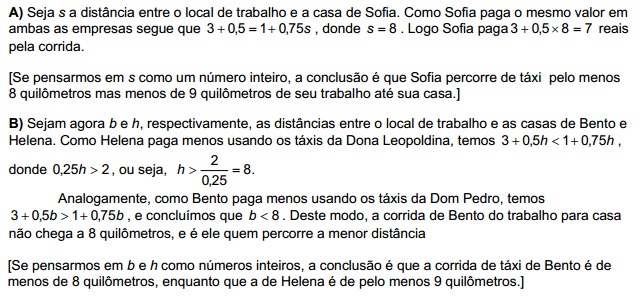 A) Seja s a distância entre o local de trabalho e a casa de Sofia. Como Sofia paga o mesmo valor em
ambas as empresas segue que 3 + 0,5 = 1 + 0,75s , donde s = 8 . Logo Sofia paga 3 + 0,5 × 8 = 7 reais
pela corrida.
[Se pensarmos em s como um número inteiro, a conclusão é que Sofia percorre de táxi pelo menos
8 quilômetros mas menos de 9 quilômetros de seu trabalho até sua casa.]
B) Sejam agora b e h, respectivamente, as distâncias entre o local de trabalho e as casas de Bento e
Helena. Como Helena paga menos usando os táxis da Dona Leopoldina, temos 3 + 0,5h < 1 + 0,75h ,
donde 0,25h > 2 , ou seja, h > 2/0,25 = 8.
Analogamente, como Bento paga menos usando os táxis da Dom Pedro, temos
3 + 0,5b > 1 + 0,75b , e concluímos que b < 8 . Deste modo, a corrida de Bento do trabalho para casa
não chega a 8 quilômetros, e é ele quem percorre a menor distância
[Se pensarmos em b e h como números inteiros, a conclusão é que a corrida de táxi de Bento é de
menos de 8 quilômetros, enquanto que a de Helena é de pelo menos 9 quilômetros.]